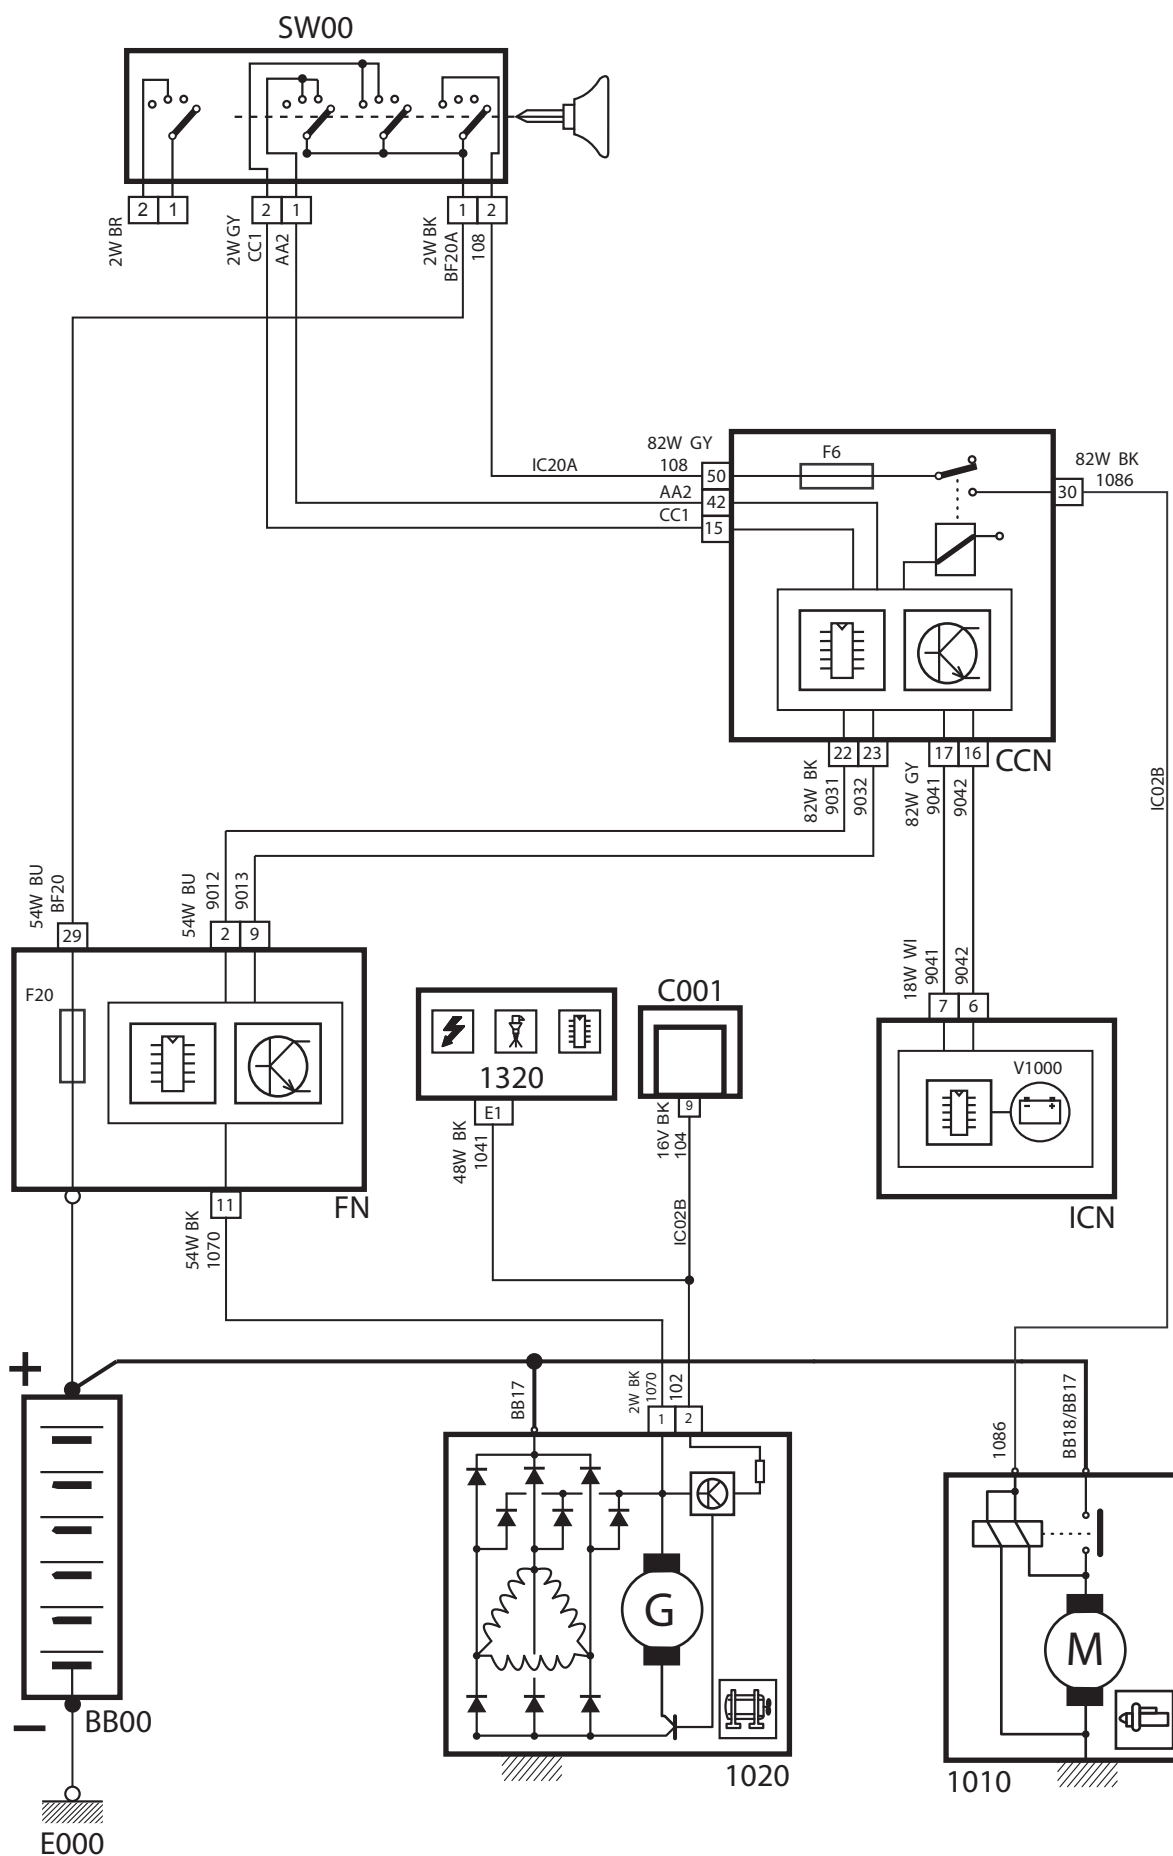 SW00
2 1
2 1
1 2
2W BR
2W GY
CC1
AA2
2W BK
BF20A
108
82W GY
108
IC20A
50
AA2
42
CC1
15
F6
82W BK
1086
30
22 23
17 16
CCN
82W BK
9031
9032
82W GY
9041
9042
IC02B
54W BU
BF20
29
54W BU
9012
9013
2 9
F20
FN
11
54W BK
1070
1320
E1
48W BK
1041
C001
9
16V BK
104
IC02B
18W WI
9041
9042
7 6
V1000
- +
ICN
+
BB17
2W BK
1070
102
1 2
1086
BB18/BB17
G
M
–
BB00
1020
1010
E000